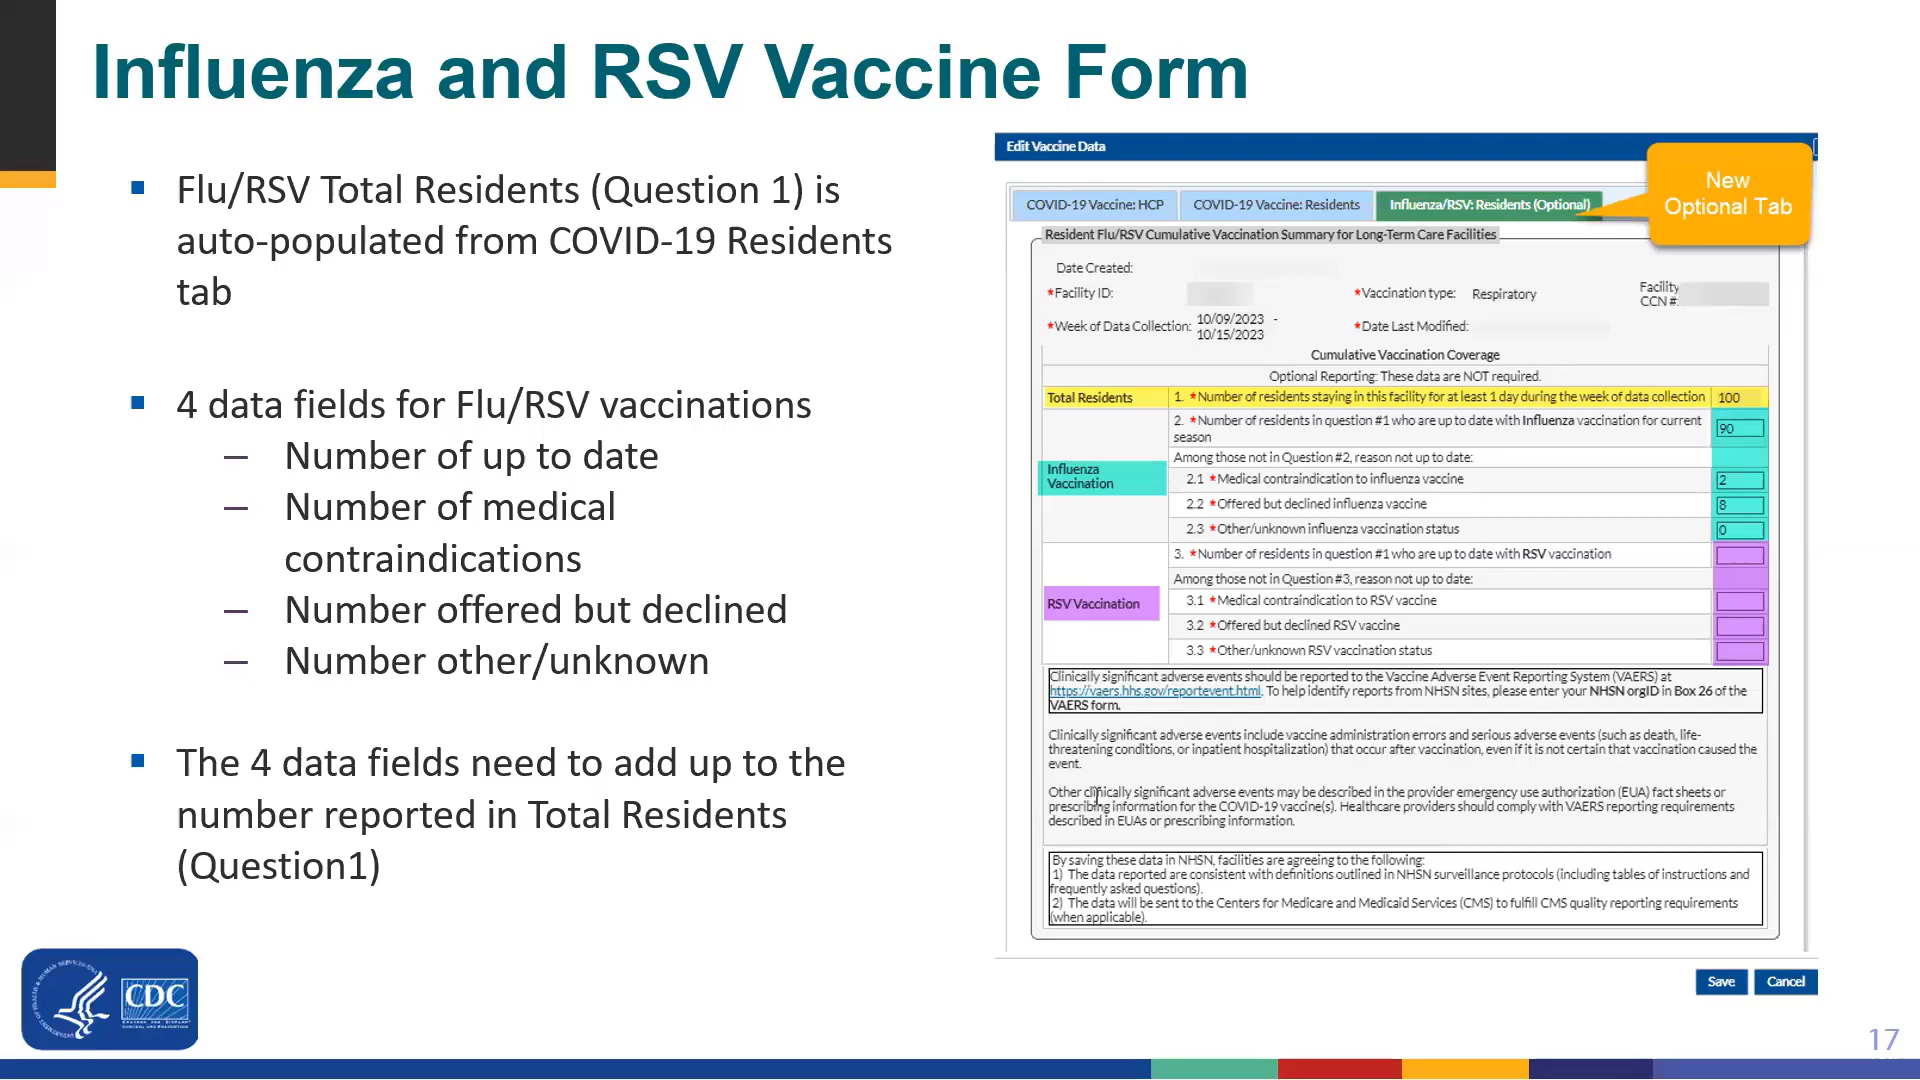 Influenza and RSV Vaccine Form
▪ Flu/RSV Total Residents (Question 1) is
auto-populated from COVID-19 Residents
tab
▪ 4 data fields for Flu/RSV vaccinations
– Number of up to date
– Number of medical
contraindications
– Number offered but declined
– Number other/unknown
▪ The 4 data fields need to add up to the
number reported in Total Residents
(Question1)
Edit Vaccine Data
New
Optional Tab
COVID-19 Vaccine: HCP COVID-19 Vaccine: Residents Influenza/RSV: Residents (Optional)
Resident Flu/RSV Cumulative Vaccination Summary for Long-Term Care Facilities
Date Created:
*Facility ID: *Vaccination type: Respiratory Facility
CCN #:
*Week of Data Collection: 10/09/2023 -
10/15/2023
*Date Last Modified:
Cumulative Vaccination Coverage
Optional Reporting: These data are NOT required.
Total Residents 1. *Number of residents staying in this facility for at least 1 day during the week of data collection 100
2. *Number of residents in question #1 who are up to date with Influenza vaccination for current
season
90
Among those not in Question #2, reason not up to date:
Influenza
Vaccination
2.1 *Medical contraindication to influenza vaccine 2
2.2 *Offered but declined influenza vaccine 8
2.3 *Other/unknown influenza vaccination status 0
3. *Number of residents in question #1 who are up to date with RSV vaccination
Among those not in Question #3, reason not up to date:
RSV Vaccination
3.1 *Medical contraindication to RSV vaccine
3.2 *Offered but declined RSV vaccine
3.3 *Other/unknown RSV vaccination status
Clinically significant adverse events should be reported to the Vaccine Adverse Event Reporting System (VAERS) at
https://vaers.hhs.gov/reportevent.html. To help identify reports from NHSN sites, please enter your NHSN orgID in Box 26 of the
VAERS form.
Clinically significant adverse events include vaccine administration errors and serious adverse events (such as death, life-
threatening conditions, or inpatient hospitalization) that occur after vaccination, even if it is not certain that vaccination caused the
event.
Other clinically significant adverse events may be described in the provider emergency use authorization (EUA) fact sheets or
prescribing information for the COVID-19 vaccine(s). Healthcare providers should comply with VAERS reporting requirements
described in EUAs or prescribing information.
By saving these data in NHSN, facilities are agreeing to the following:
1) The data reported are consistent with definitions outlined in NHSN surveillance protocols (including tables of instructions and
frequently asked questions).
2) The data will be sent to the Centers for Medicare and Medicaid Services (CMS) to fulfill CMS quality reporting requirements
(when applicable).
Save Cancel
CDC
17